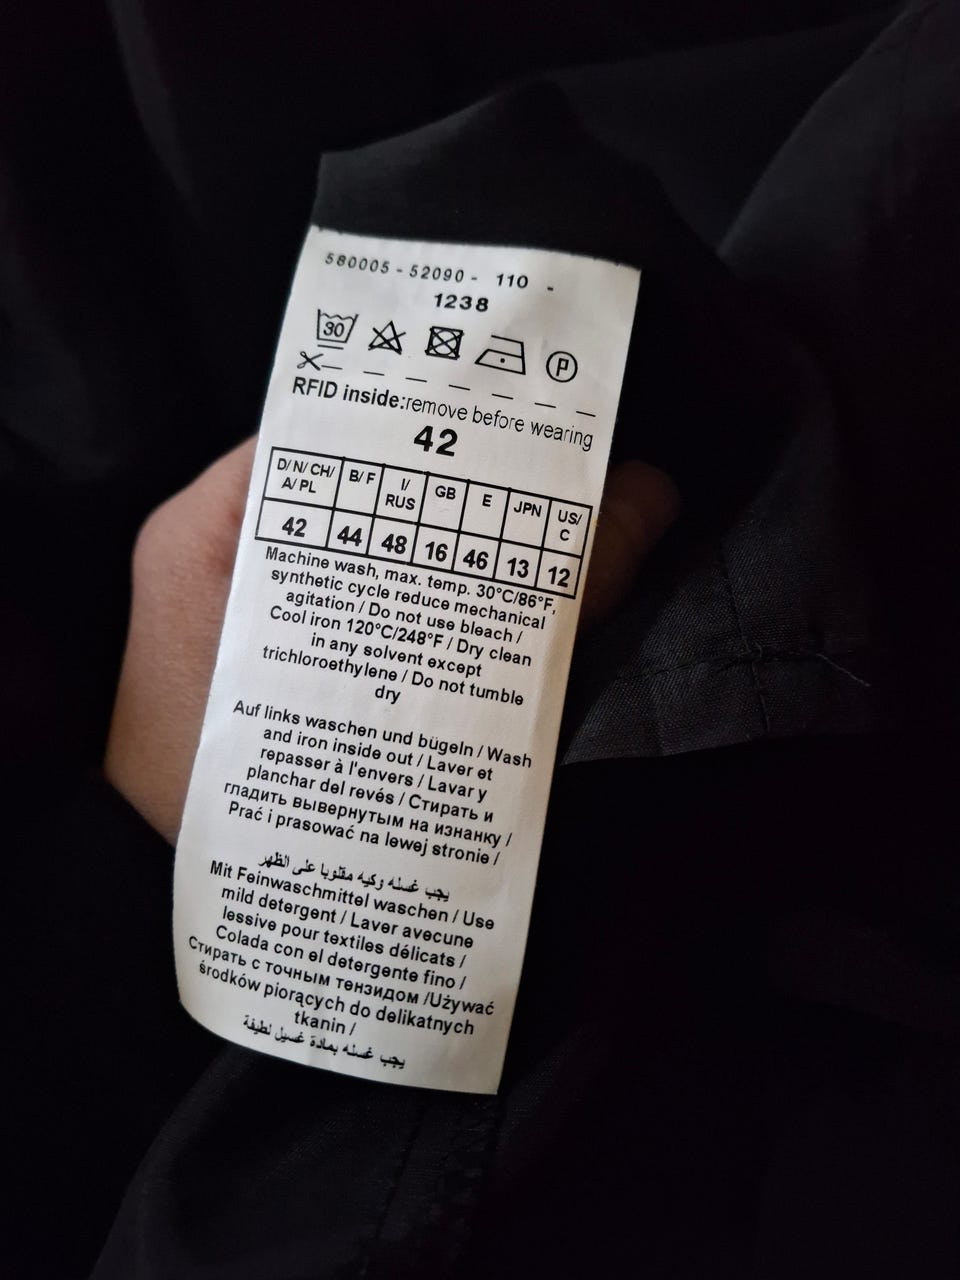 580005 - 52090 - 110 -
1238
30
P
RFID inside:remove before wearing
42
D/ N/ CH/ A/ PL B/ F I/ RUS GB E JPN US/ C
42 44 48 16 46 13 12
Machine wash, max. temp. 30°C/86°F,
synthetic cycle reduce mechanical
agitation / Do not use bleach /
Cool iron 120°C/248°F / Dry clean
in any solvent except
trichloroethylene / Do not tumble
dry
Auf links waschen und bügeln / Wash
and iron inside out / Laver et
repasser à l'envers / Lavar y
planchar del revés / Стирать и
гладить вывернутым на изнанку /
Prać i prasować na lewej stronie /
يجب غسله وكيه مقلوبا على الظهر
Mit Feinwaschmittel waschen / Use
mild detergent / Laver avecune
lessive pour textiles délicats /
Colada con el detergente fino /
Стирать с точным тензидом /Używać
środków piorących do delikatnych
tkanin /
يجب غسله بمادة غسيل لطيفة